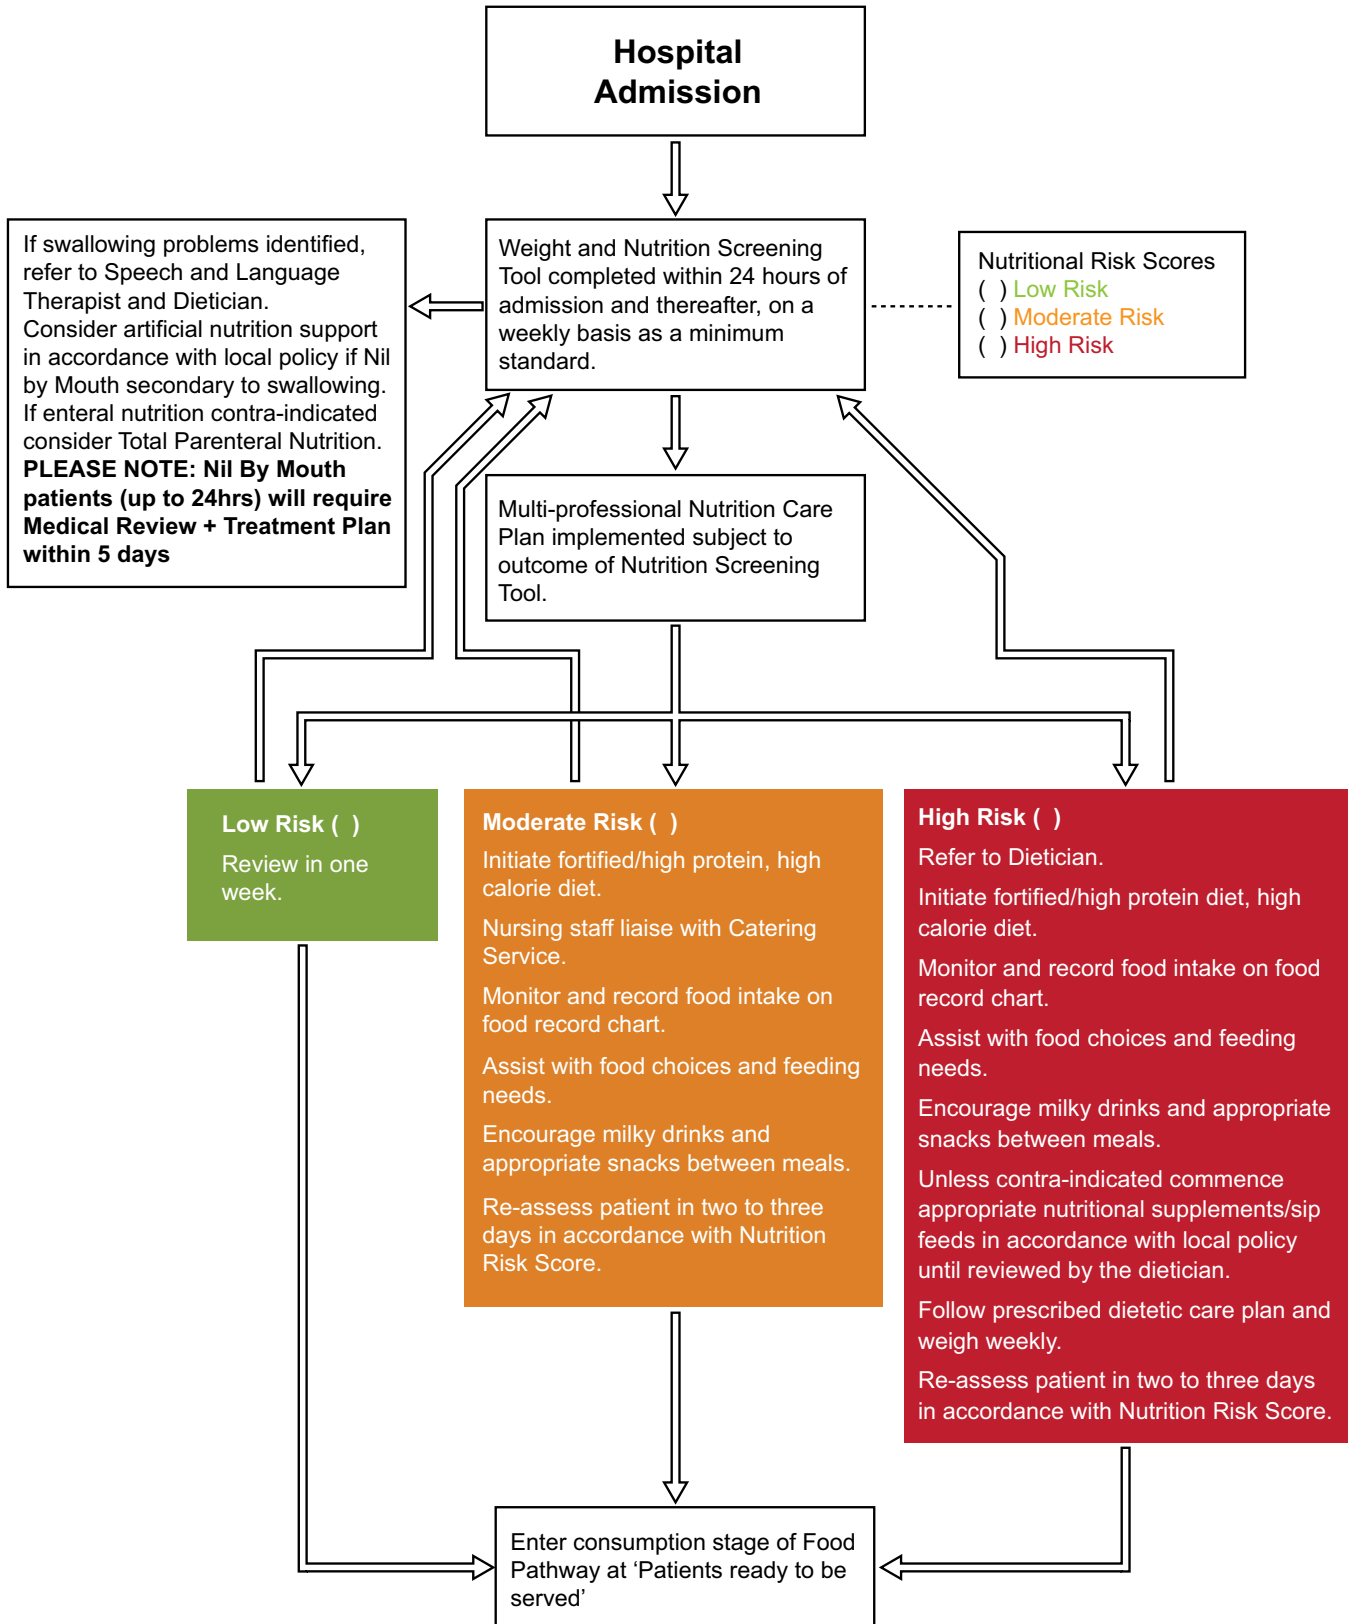 Hospital
Admission
If swallowing problems identified,
refer to Speech and Language
Therapist and Dietician.
Consider artificial nutrition support
in accordance with local policy if Nil
by Mouth secondary to swallowing.
If enteral nutrition contra-indicated
consider Total Parenteral Nutrition.
PLEASE NOTE: Nil By Mouth
patients (up to 24hrs) will require
Medical Review + Treatment Plan
within 5 days
Weight and Nutrition Screening
Tool completed within 24 hours of
admission and thereafter, on a
weekly basis as a minimum
standard.
Nutritional Risk Scores
( ) Low Risk
( ) Moderate Risk
( ) High Risk
Multi-professional Nutrition Care
Plan implemented subject to
outcome of Nutrition Screening
Tool.
Low Risk ( )
Review in one
week.
Moderate Risk ( )
Initiate fortified/high protein, high
calorie diet.
Nursing staff liaise with Catering
Service.
Monitor and record food intake on
food record chart.
Assist with food choices and feeding
needs.
Encourage milky drinks and
appropriate snacks between meals.
Re-assess patient in two to three
days in accordance with Nutrition
Risk Score.
High Risk ( )
Refer to Dietician.
Initiate fortified/high protein diet, high
calorie diet.
Monitor and record food intake on food
record chart.
Assist with food choices and feeding
needs.
Encourage milky drinks and appropriate
snacks between meals.
Unless contra-indicated commence
appropriate nutritional supplements/sip
feeds in accordance with local policy
until reviewed by the dietician.
Follow prescribed dietetic care plan and
weigh weekly.
Re-assess patient in two to three days
in accordance with Nutrition Risk Score.
Enter consumption stage of Food
Pathway at ‘Patients ready to be
served’